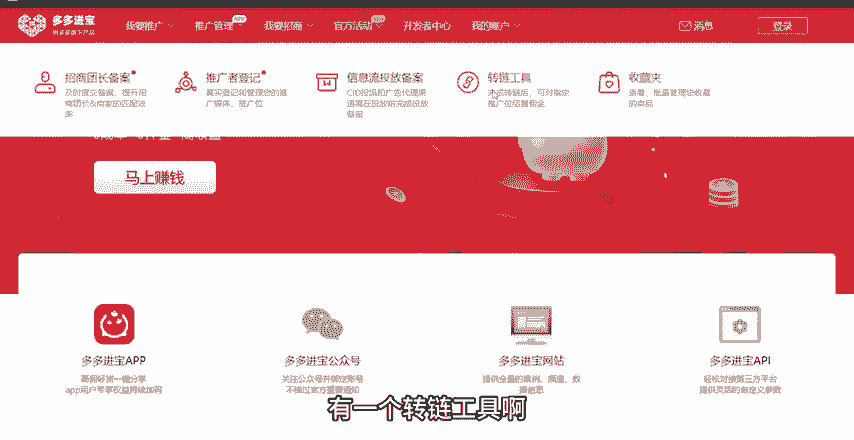 多多进宝
我要推广
推广管理
我要招商
官方活动
开发者中心
我的账户
消息
登录
招商团长备案
及时提交备案，提升招
商团长&商家的匹配效
率
推广者登记
真实登记和管理您的推
广媒体、推广位
信息流投放备案
CID投流和广告代理渠
道需在投放前完成投放
备案
转链工具
完成转链后，可对指定
推广位结算佣金
收藏夹
查看、批量管理您收藏
的商品
马上赚钱
多多进宝APP
高佣好货一键分享
app用户专享权益持续加码
多多进宝公众号
关注公众号并绑定账号
不错过官方重要通知
多多进宝网站
提供全量的案例、频道、数
据信息
多多进宝API
轻松对接第三方平台
提供灵活的自定义参数
有一个转链工具啊